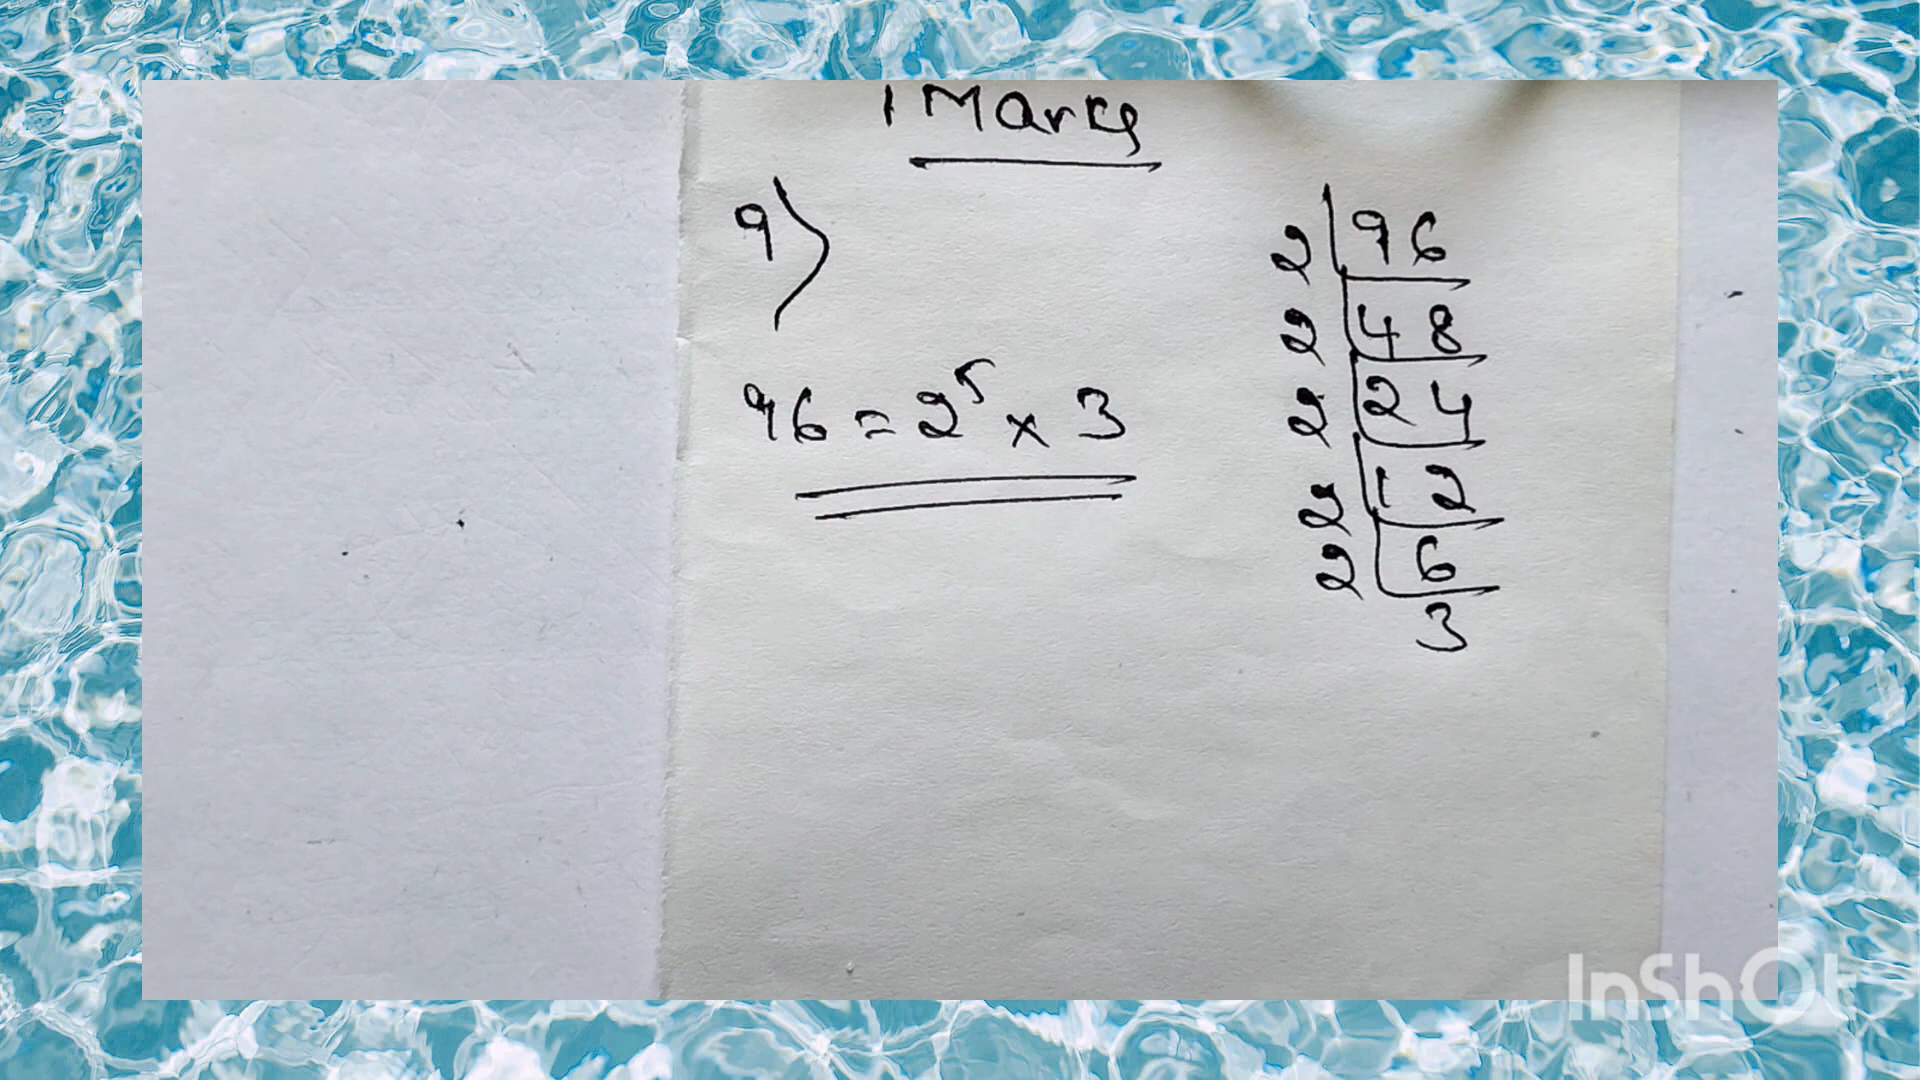 1 Marks
9)
96 = 2⁵ × 3
2 | 96
2 | 48
2 | 24
2 | 12
2 | 6
3
InShOt